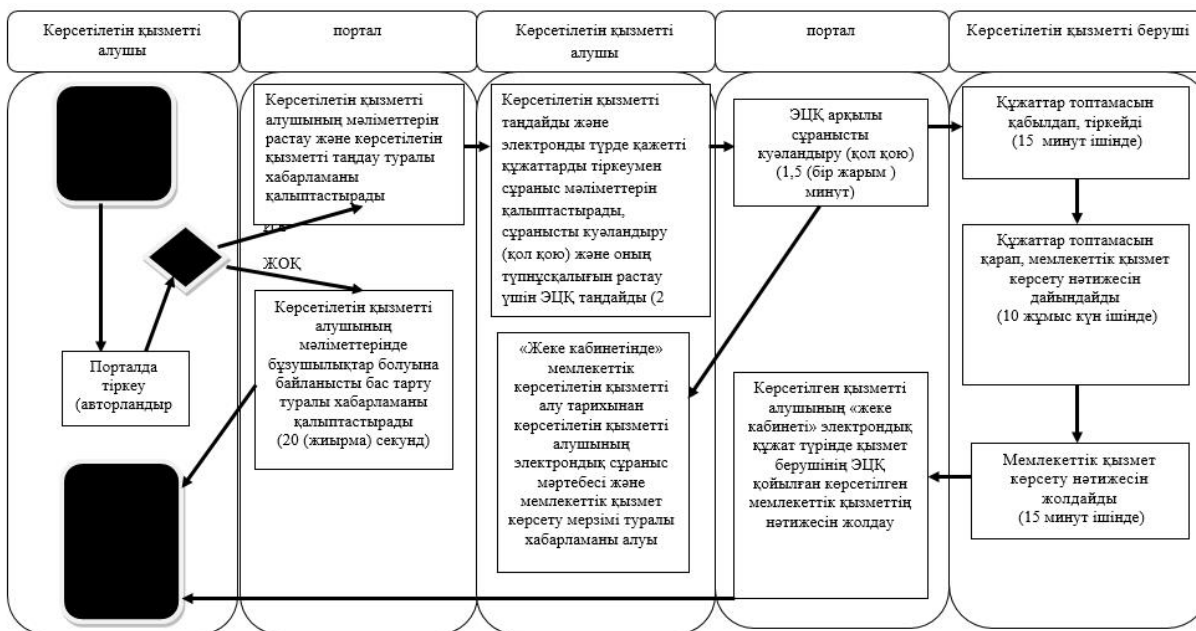 Көрсетілетін қызметті
алушы
портал
Көрсетілетін қызметті
алушы
портал
Көрсетілетін қызметті беруші
Порталда
тіркеу
(авторландыр
Көрсетілетін қызметті
алушының мәліметтерін
растау және көрсетілетін
қызметті таңдау туралы
хабарламаны
қалыптастырады
ЖОҚ
Көрсетілетін қызметті
алушының
мәліметтерінде
бұзушылықтар болуына
байланысты бас тарту
туралы хабарламаны
қалыптастырады
(20 (жиырма) секунд)
Көрсетілетін қызметті
таңдайды және
электронды түрде қажетті
құжаттарды тіркеумен
сұраныс мәліметтерін
қалыптастырады,
сұранысты куәландыру
(қол қою) және оның
түпнұсқалығын растау
үшін ЭЦҚ таңдайды (2
«Жеке кабинетінде»
мемлекеттік
көрсетілетін қызметті
алу тарихынан
көрсетілетін қызметті
алушының
электрондық сұраныс
мәртебесі және
мемлекеттік қызмет
көрсету мерзімі туралы
хабарламаны алуы
ЭЦҚ арқылы
сұранысты
куәландыру (қол қою)
(1,5 (бір жарым )
минут)
Көрсетілген қызметті
алушының «жеке
кабинеті» электрондық
құжат түрінде қызмет
берушінің ЭЦҚ
қойылған көрсетілген
мемлекеттік қызметтің
нәтижесін жолдау
Құжаттар топтамасын
қабылдап, тіркейді
(15 минут ішінде)
Құжаттар топтамасын
қарап, мемлекеттік қызмет
көрсету нәтижесін
дайындайды
(10 жұмыс күн ішінде)
Мемлекеттік қызмет
көрсету нәтижесін
жолдайды
(15 минут ішінде)